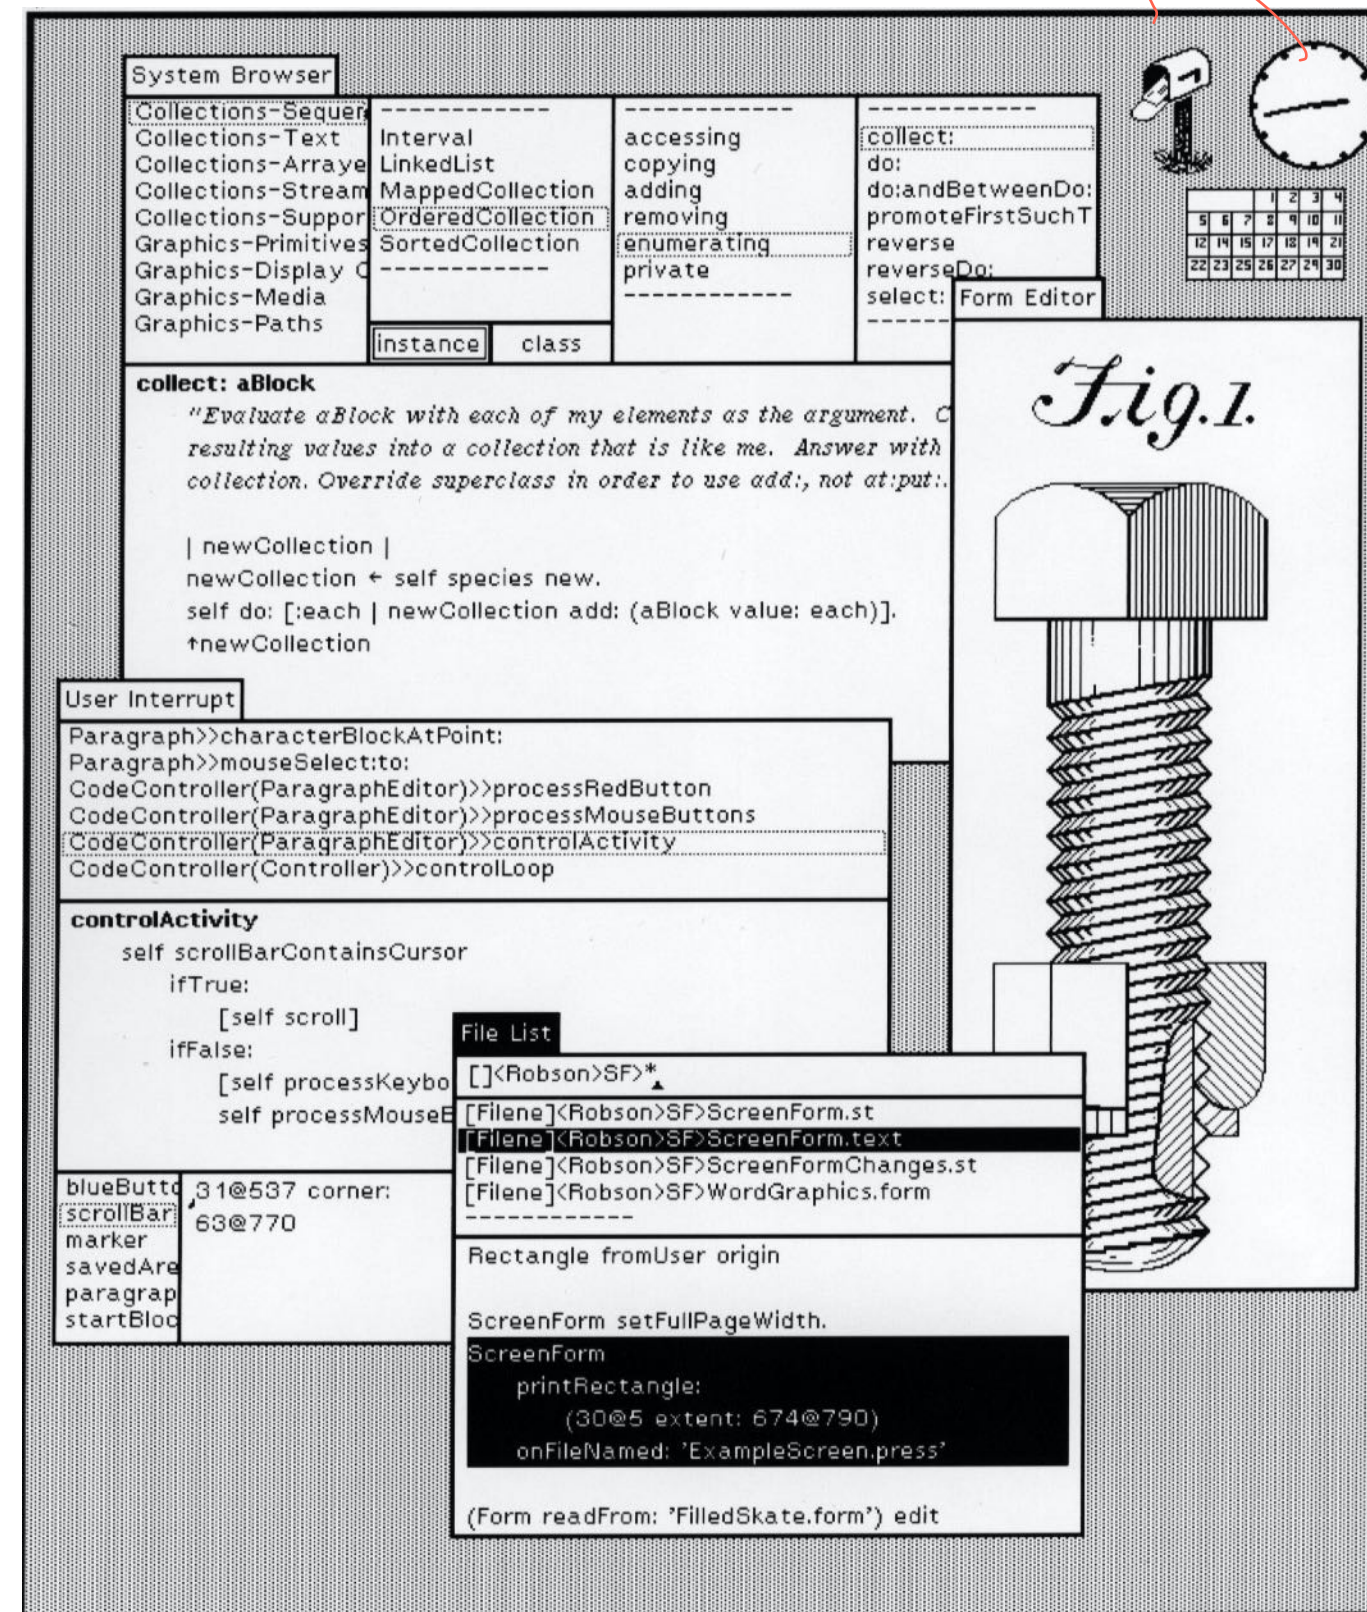 System Browser
Collections-Sequen
Collections-Text
Collections-Arraye
Collections-Stream
Collections-Suppor
Graphics-Primitives
Graphics-Display
Graphics-Media
Graphics-Paths
------------
Interval
LinkedList
MappedCollection
OrderedCollection
SortedCollection
------------
instance class
------------
accessing
copying
adding
removing
enumerating
private
------------
------------
collect:
do:
do:andBetweenDo:
promoteFirstSuchT
reverse
reverseDo:
select:
1 2 3 4
5 6 7 8 9 10 11
12 14 15 17 18 19 21
22 23 25 26 27 29 30
collect: aBlock
"Evaluate aBlock with each of my elements as the argument. C
resulting values into a collection that is like me. Answer with
collection. Override superclass in order to use add:, not at:put:.
| newCollection |
newCollection ← self species new.
self do: [:each | newCollection add: (aBlock value: each)].
↑newCollection
Form Editor
Fig. 1.
User Interrupt
Paragraph>>characterBlockAtPoint:
Paragraph>>mouseSelect:to:
CodeController(ParagraphEditor)>>processRedButton
CodeController(ParagraphEditor)>>processMouseButtons
CodeController(ParagraphEditor)>>controlActivity
CodeController(Controller)>>controlLoop
controlActivity
self scrollBarContainsCursor
ifTrue:
[self scroll]
ifFalse:
[self processKeybo
self processMouseB
blueButto
scrollBar
marker
savedAre
paragrap
startBloc
31@537 corner:
63@770
File List
[]<Robson>SF>*
[Filene]<Robson>SF>ScreenForm.st
[Filene]<Robson>SF>ScreenForm.text
[Filene]<Robson>SF>ScreenFormChanges.st
[Filene]<Robson>SF>WordGraphics.form
------------
Rectangle fromUser origin
ScreenForm setFullPageWidth.
ScreenForm
printRectangle:
(30@5 extent: 674@790)
onFileNamed: 'ExampleScreen.press'
(Form readFrom: 'FilledSkate.form') edit